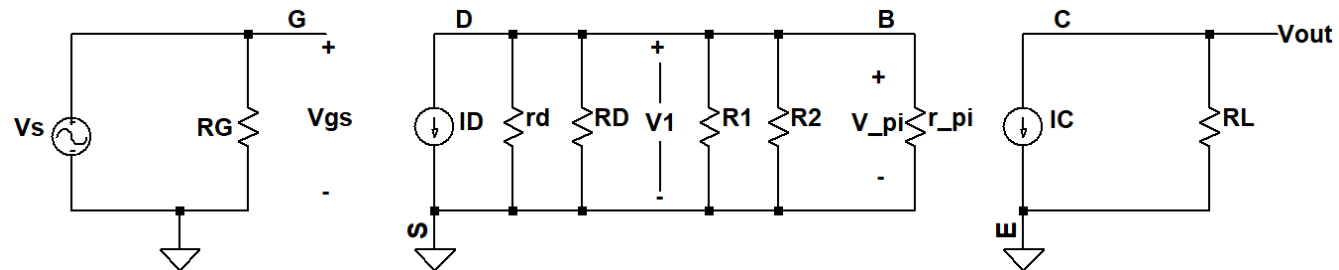 G
D
B
C
Vout
+
+
+
Vs
RG
Vgs
ID
rd
RD
V1
R1
R2
V_pi
r_pi
IC
RL
-
-
-
S
E